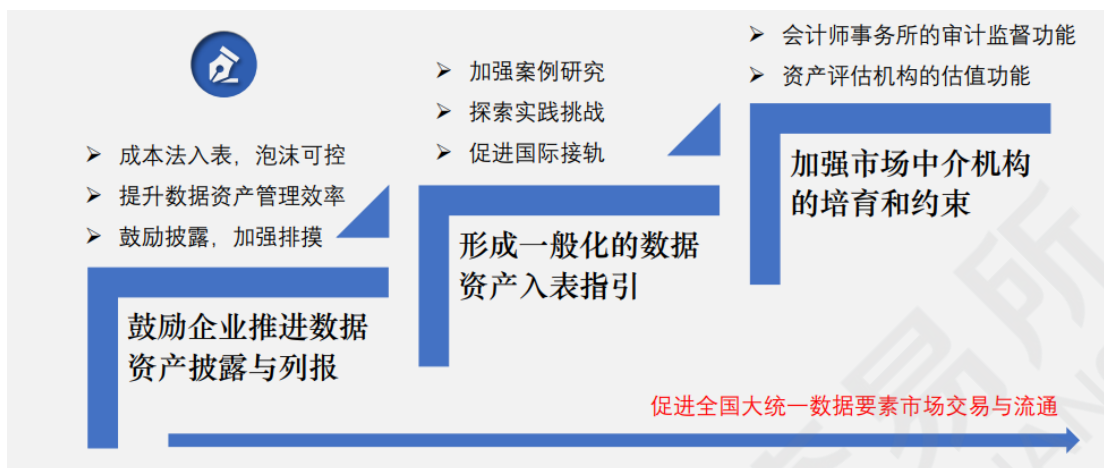 成本法入表，泡沫可控
提升数据资产管理效率
鼓励披露，加强排摸
鼓励企业推进数据
资产披露与列报
加强案例研究
探索实践挑战
促进国际接轨
形成一般化的数据
资产入表指引
会计师事务所的审计监督功能
资产评估机构的估值功能
加强市场中介机构
的培育和约束
促进全国大统一数据要素市场交易与流通
交易所